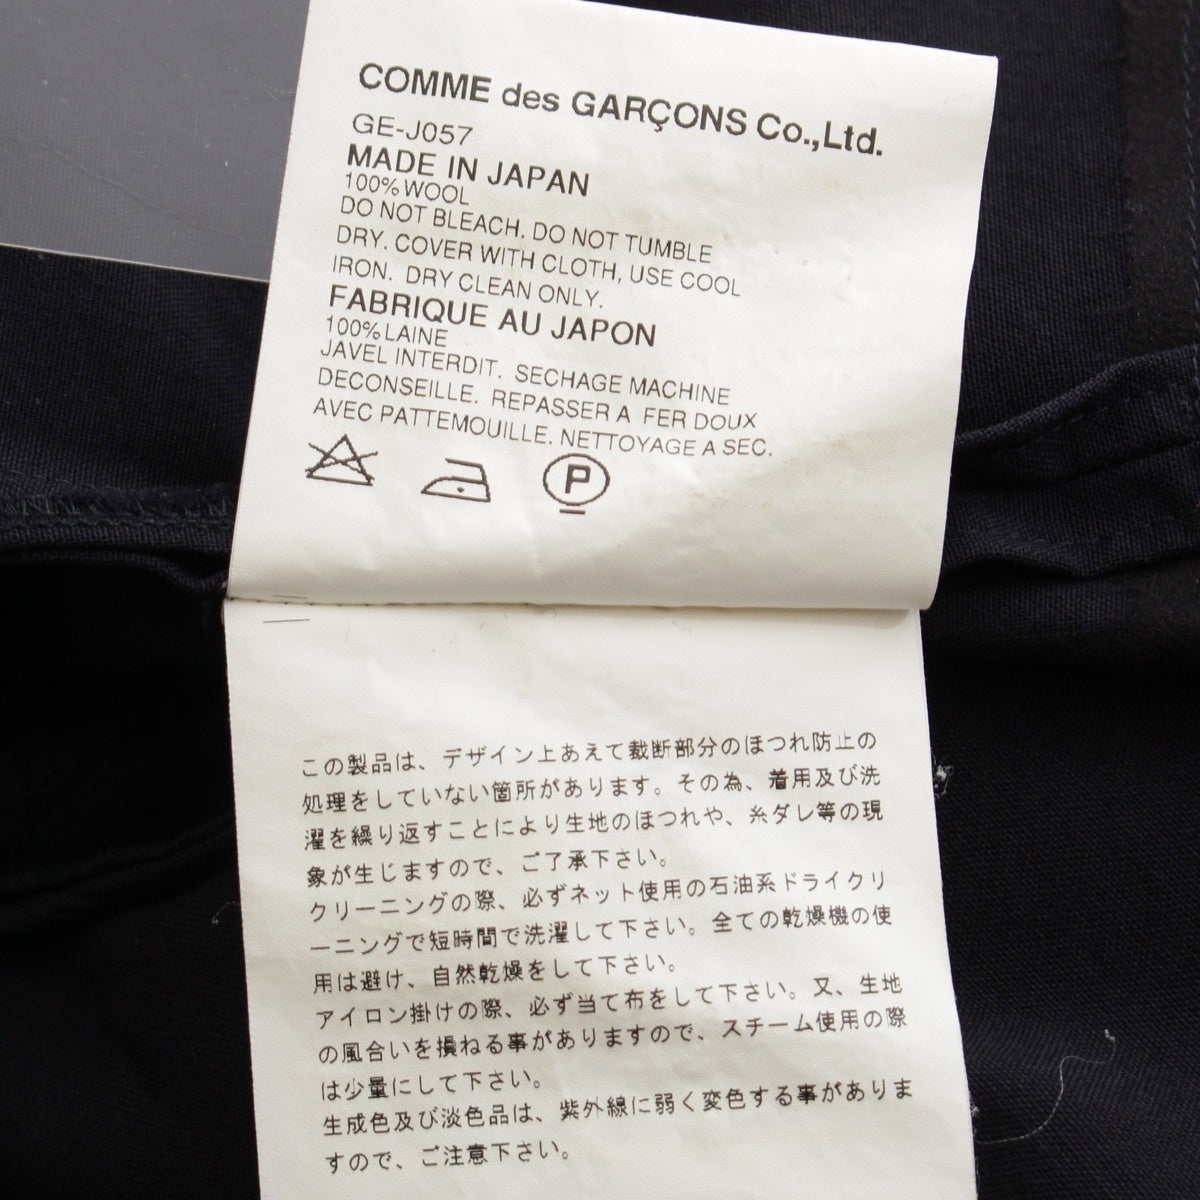 COMME des GARÇONS Co.,Ltd.
GE-J057
MADE IN JAPAN
100% WOOL
DO NOT BLEACH. DO NOT TUMBLE
DRY. COVER WITH CLOTH, USE COOL
IRON. DRY CLEAN ONLY.
FABRIQUE AU JAPON
100% LAINE
JAVEL INTERDIT. SECHAGE MACHINE
DECONSEILLE. REPASSER A FER DOUX
AVEC PATTEMOUILLE. NETTOYAGE A SEC.
P
この製品は、デザイン上あえて裁断部分のほつれ防止の
処理をしていない箇所があります。その為、着用及び洗
濯を繰り返すことにより生地のほつれや、糸ダレ等の現
象が生じますので、ご了承下さい。
クリーニングの際、必ずネット使用の石油系ドライクリ
ーニングで短時間で洗濯して下さい。全ての乾燥機の使
用は避け、自然乾燥をして下さい。
アイロン掛けの際、必ず当て布をして下さい。又、生地
の風合いを損ねる事がありますので、スチーム使用の際
は少量にして下さい。
生成色及び淡色品は、紫外線に弱く変色する事がありま
すので、ご注意下さい。